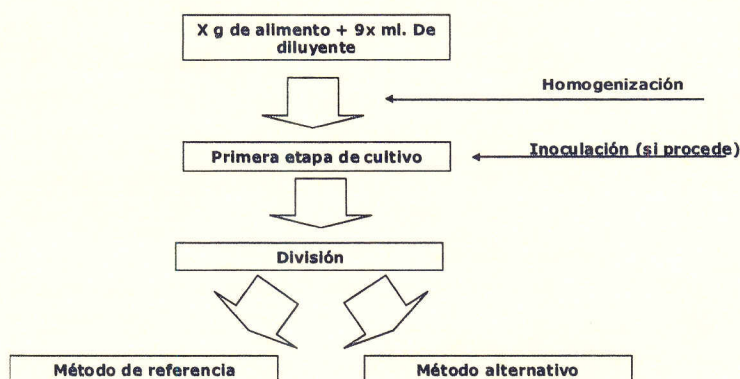 X g de alimento + 9x ml. De
diluyente
Homogenización
Primera etapa de cultivo
Inoculación (si procede)
División
Método de referencia
Método alternativo